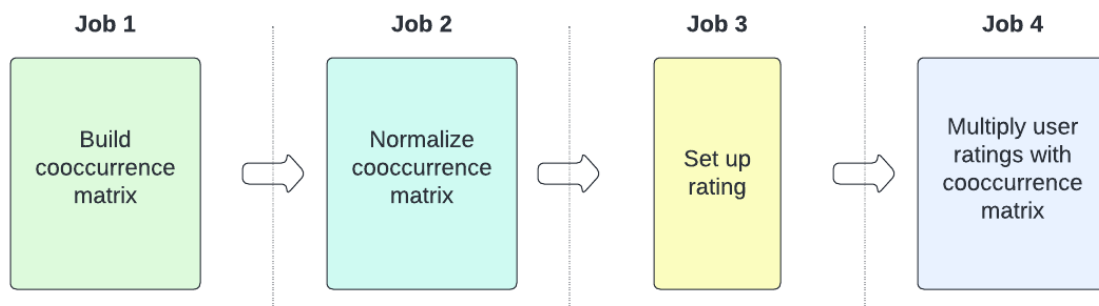 Job 1
Job 2
Job 3
Job 4
Build
cooccurrence
matrix
Normalize
cooccurrence
matrix
Set up
rating
Multiply user
ratings with
cooccurrence
matrix